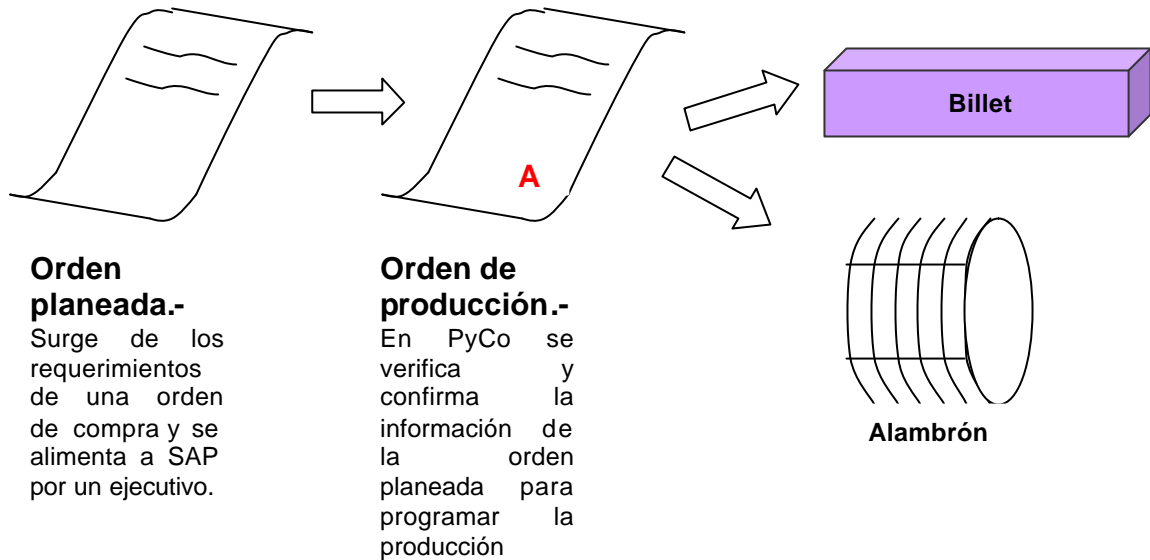 Billet
A
Orden
planeada.-
Surge de los
requerimientos
de una orden
de compra y se
alimenta a SAP
por un ejecutivo.
Orden de
producción.-
En PyCo se
verifica y
confirma la
información de
la orden
planeada para
programar la
producción
Alambrón